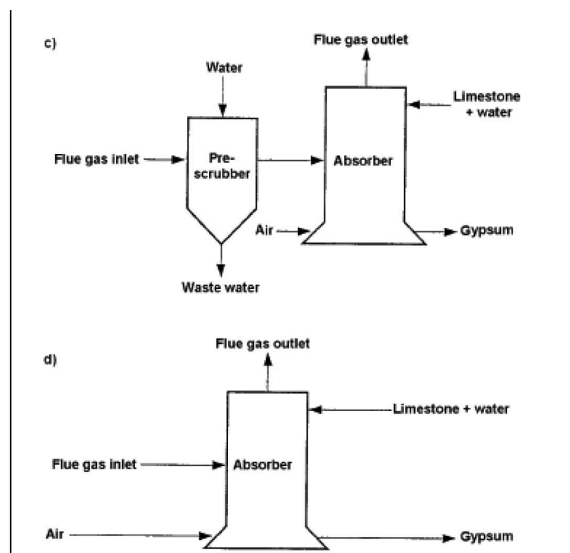 c)
Flue gas outlet
Water
Limestone
+ water
Flue gas inlet
Pre-
scrubber
Absorber
Air
Gypsum
Waste water
d)
Flue gas outlet
Limestone + water
Flue gas inlet
Absorber
Air
Gypsum